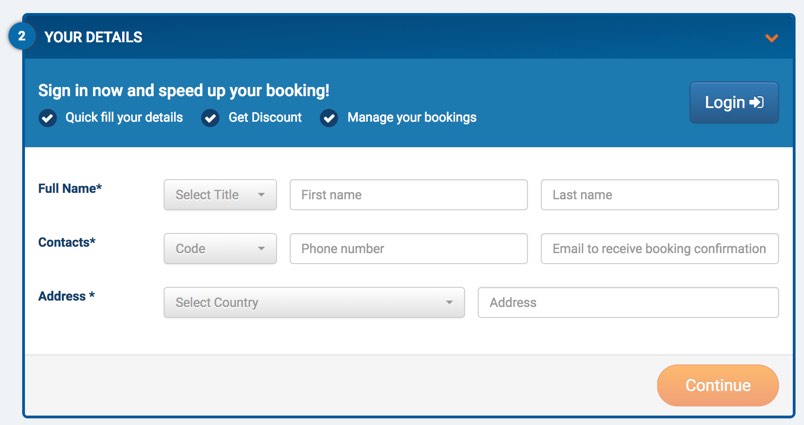 2 YOUR DETAILS
Sign in now and speed up your booking!
Quick fill your details Get Discount Manage your bookings
Login
Full Name* Select Title First name Last name
Contacts* Code Phone number Email to receive booking confirmation
Address * Select Country Address
Continue